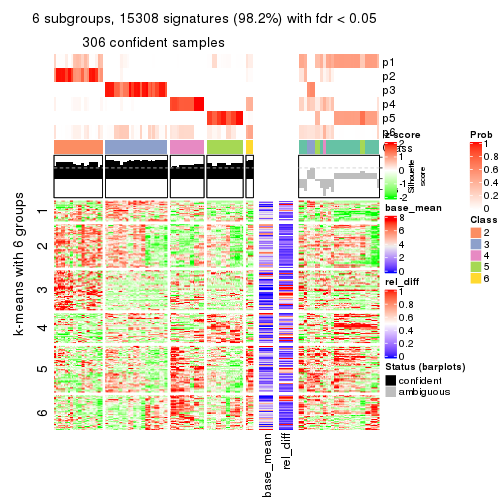 6 subgroups, 15308 signatures (98.2%) with fdr < 0.05
306 confident samples
p1
p2
p3
p4
p5
p6
Class
Silhouette
score
z-score
2
1
0
-1
-2
Prob
1
0.8
0.6
0.4
0.2
0
base_mean
8
6
4
2
0
Class
2
3
4
5
6
rel_diff
1
0.8
0.6
0.4
0.2
0
Status (barplots)
confident
ambiguous
k-means with 6 groups
1
2
3
4
5
6
base_mean
rel_diff